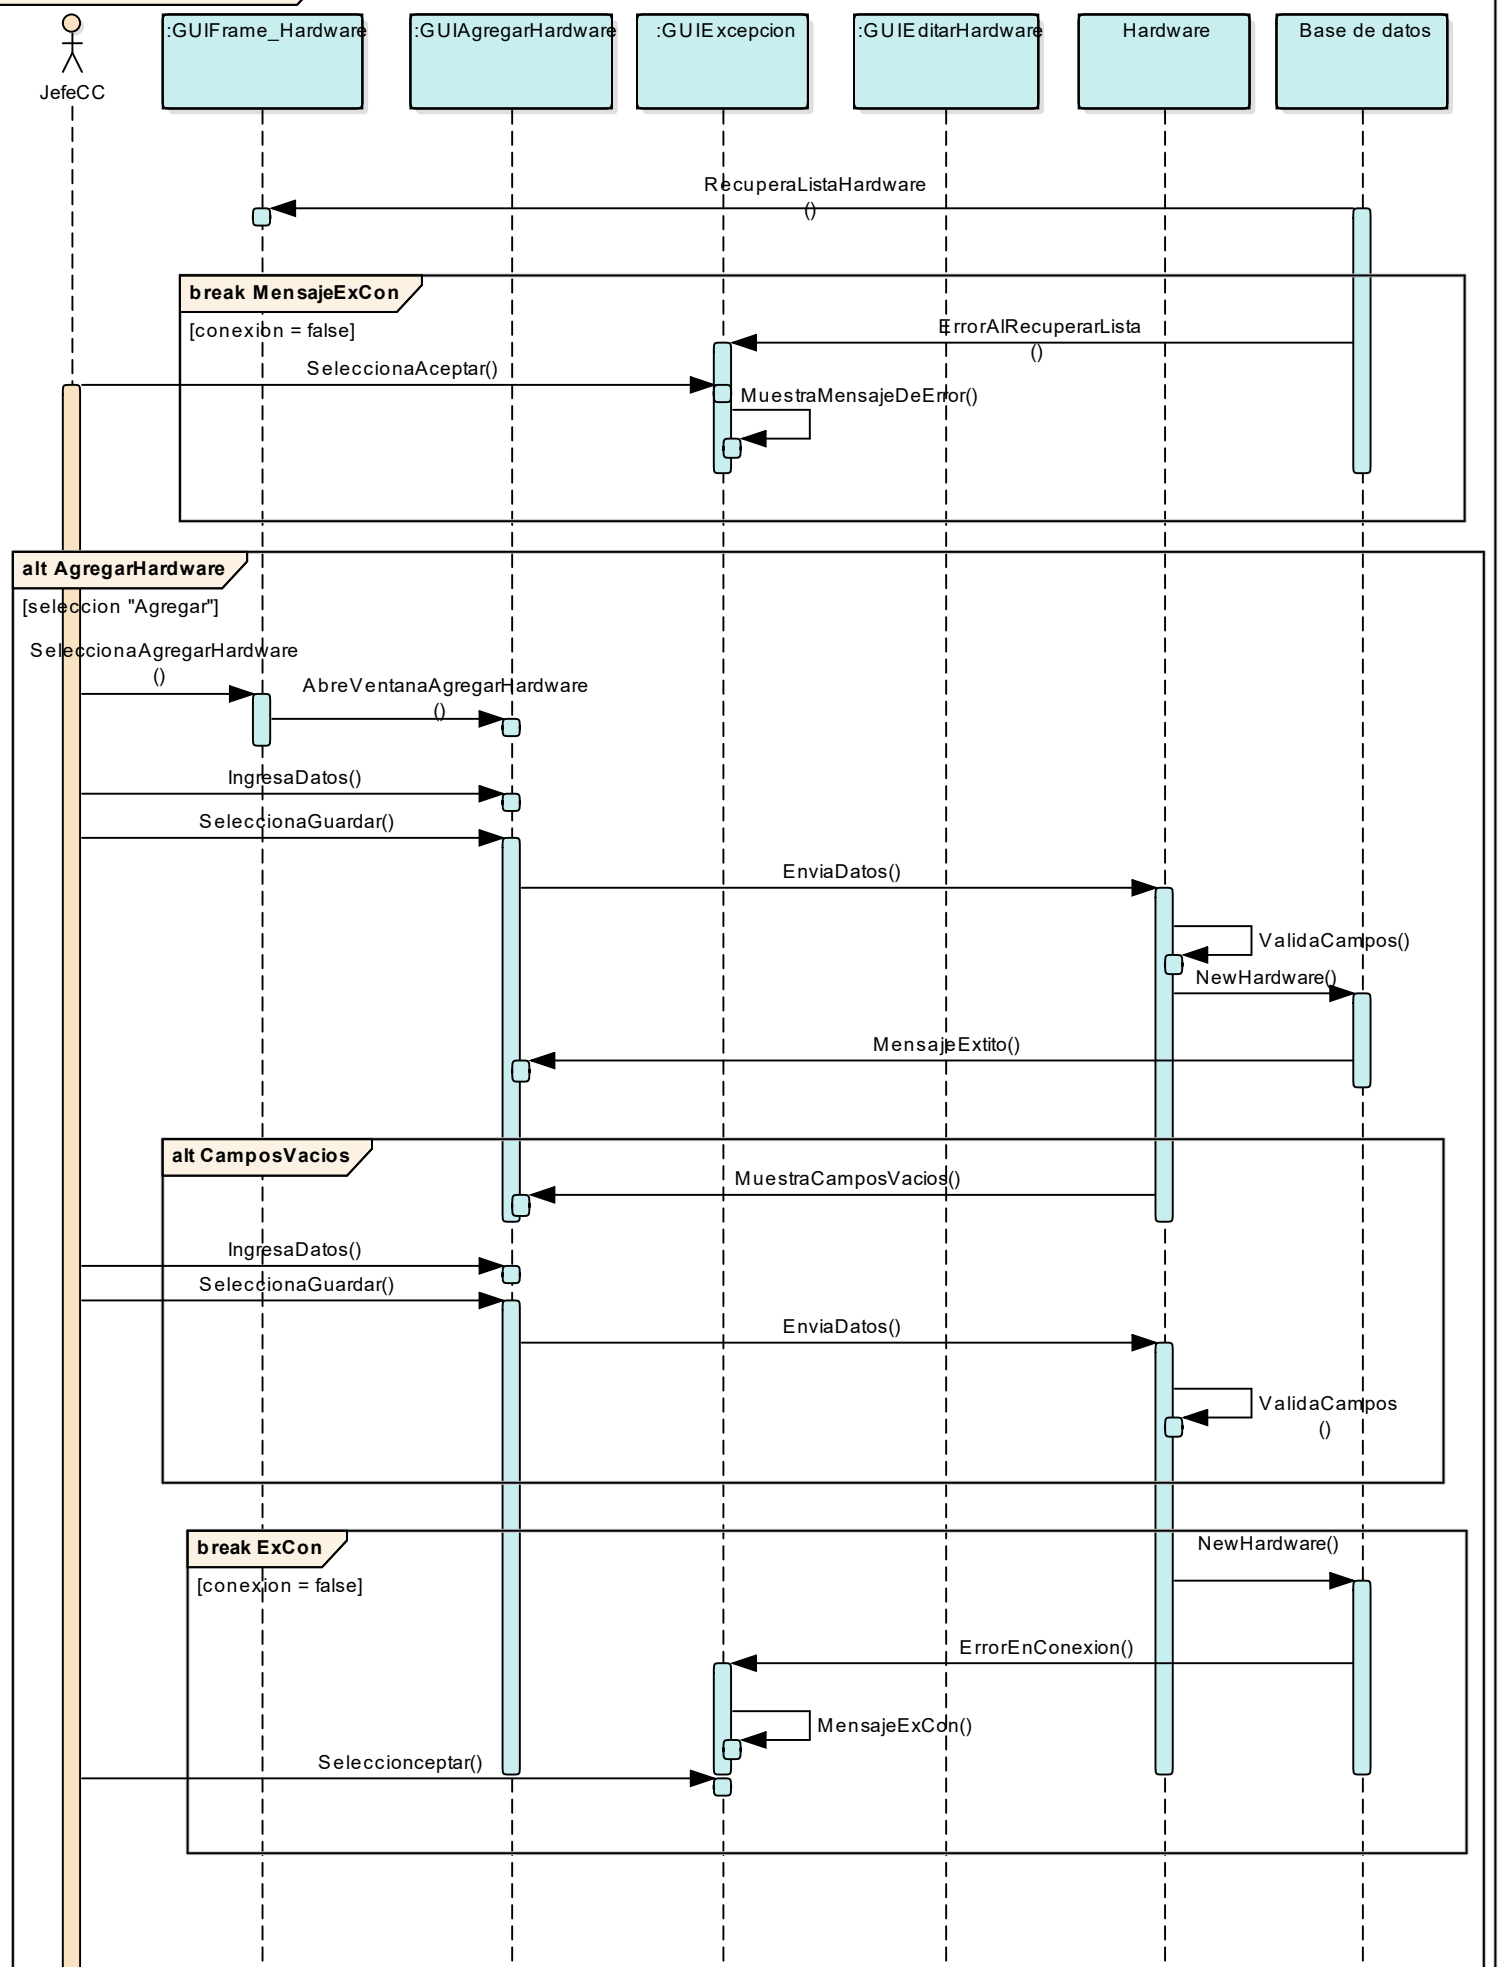 JefeCC
:GUIFrame_Hardware
:GUIAgregarHardware
:GUIExcepcion
:GUIEditarHardware
Hardware
Base de datos
RecuperaListaHardware
()
break MensajeExCon
[conexion = false]
ErrorAlRecuperarLista
()
SeleccionaAceptar()
MuestraMensajeDeError()
alt AgregarHardware
[seleccion "Agregar"]
SeleccionaAgregarHardware
()
AbreVentanaAgregarHardware
()
IngresaDatos()
SeleccionaGuardar()
EnviaDatos()
ValidaCampos()
NewHardware()
MensajeExtito()
alt CamposVacios
MuestraCamposVacios()
IngresaDatos()
SeleccionaGuardar()
EnviaDatos()
ValidaCampos
()
break ExCon
[conexion = false]
NewHardware()
ErrorEnConexion()
MensajeExCon()
Seleccionceptar()